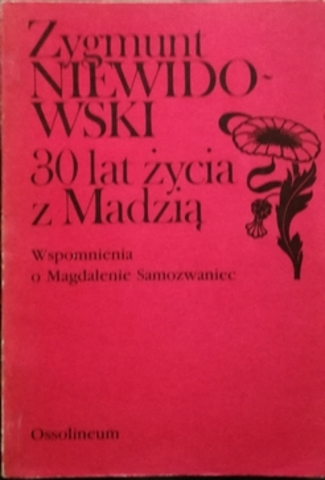 Zygmunt
NIEWIDO-
WSKI
30 lat życia
z Madzią
Wspomnienia
o Magdalenie Samozwaniec
Ossolineum